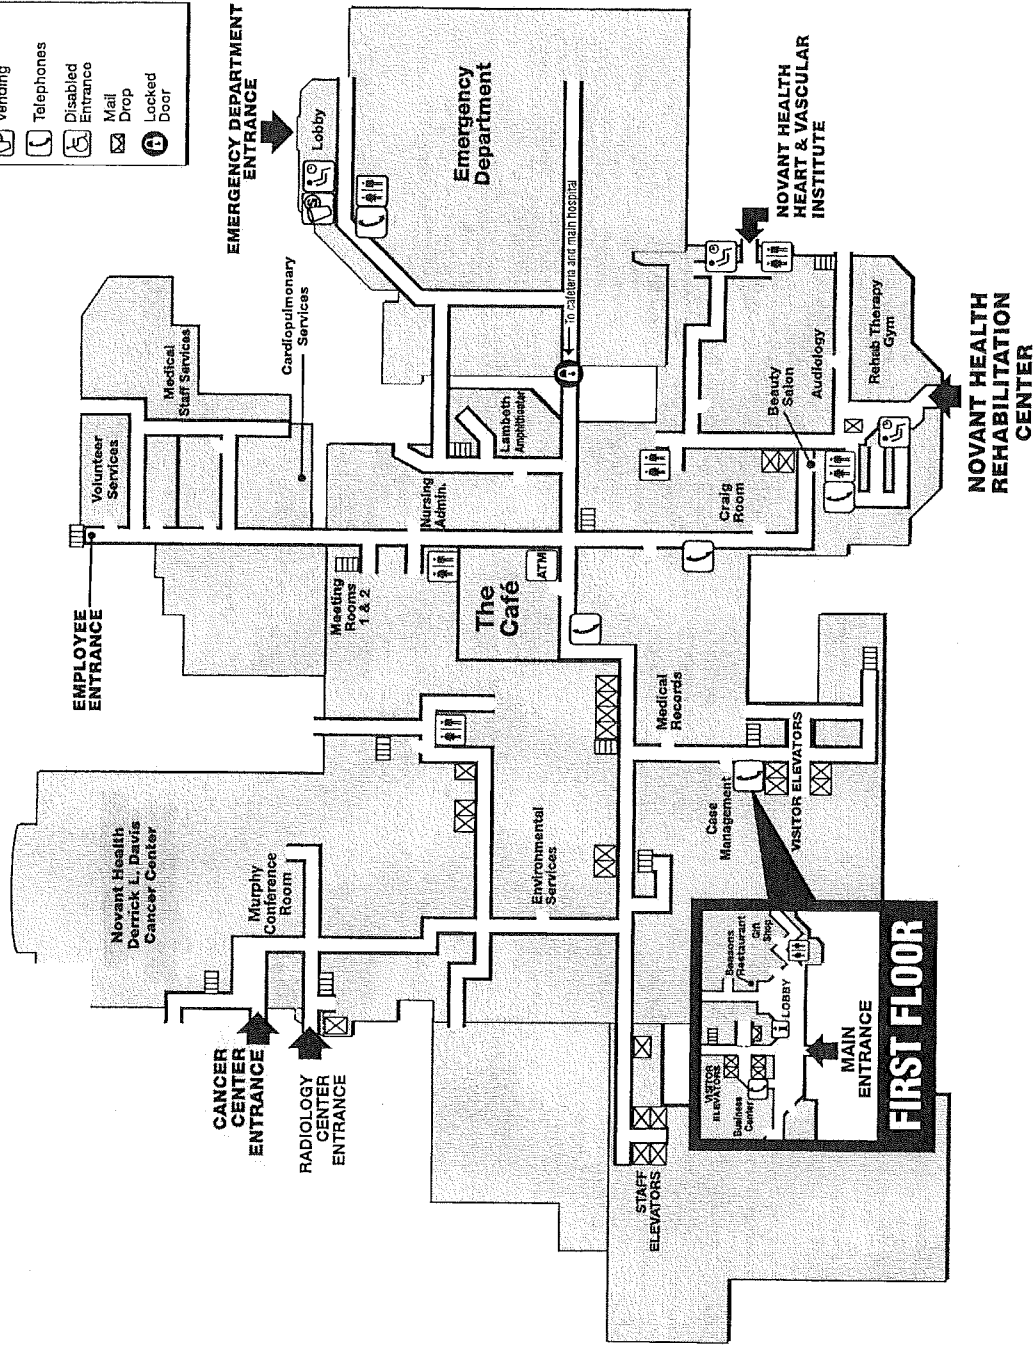 Vending
Telephones
Disabled
Entrance
Mail
Drop
Locked
Door
EMERGENCY DEPARTMENT
ENTRANCE
Lobby
Emergency
Department
To cafeteria and main hospital
NOVANT HEALTH
HEART & VASCULAR
INSTITUTE
Medical
Staff Services
Cardiopulmonary
Services
Volunteer
Services
EMPLOYEE
ENTRANCE
Lambeth
Amphitheater
Nursing
Admin.
Meeting
Rooms
1 & 2
The
Café
ATM
Beauty
Salon
Audiology
Rehab Therapy
Gym
Craig
Room
NOVANT HEALTH
REHABILITATION
CENTER
Medical
Records
Case
Management
VISITOR ELEVATORS
Environmental
Services
Novant Health
Derrick L. Davis
Cancer Center
Murphy
Conference
Room
CANCER
CENTER
ENTRANCE
RADIOLOGY
CENTER
ENTRANCE
STAFF
ELEVATORS
Seasons
Restaurant
Gift
Shop
LOBBY
VISITOR
ELEVATORS
Business
Center
MAIN
ENTRANCE
FIRST FLOOR